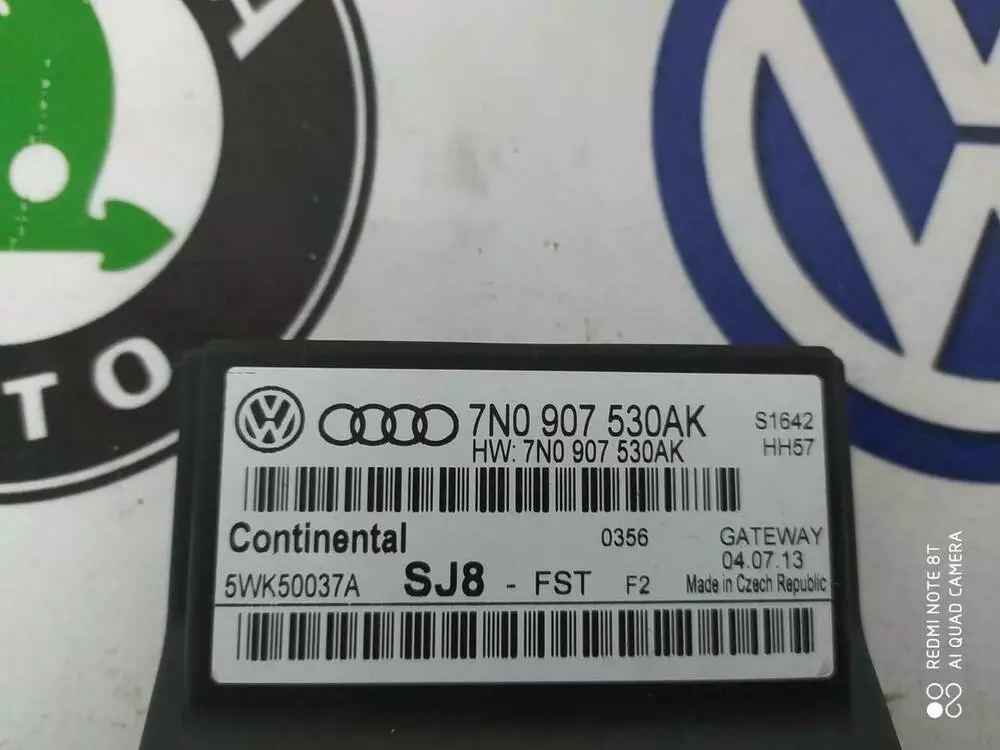 A
UTO
7N0 907 530AK
S1642
HW: 7N0 907 530AK
HH57
Continental
0356
GATEWAY
04.07.13
5WK50037A
SJ8 - FST F2
Made in Czech Republic
REDMI NOTE 8T
AI QUAD CAMERA